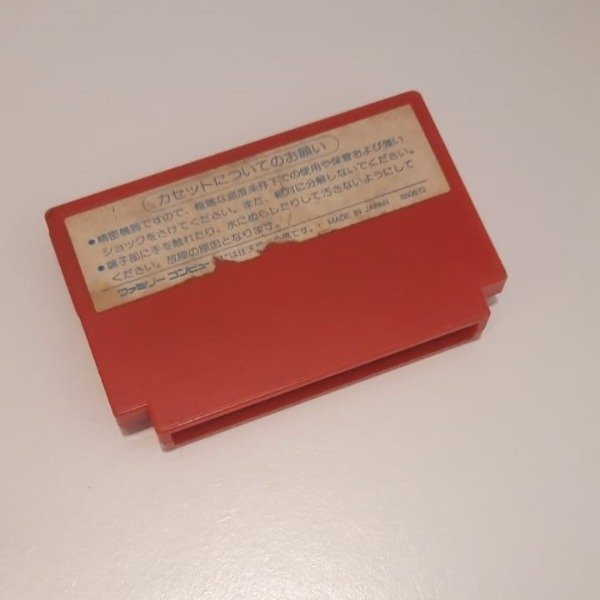 カセットについてのお願い
●精密機器ですので、極端な温度条件下での使用や保管および強い
ショックをさけてください。また、絶対に分解しないでください。
●端子部に手を触れたり、水にぬらしたりして汚さないようにして
ください。故障の原因となります。
ファミリー コンピュ は任天 です。 MADE IN JAPAN